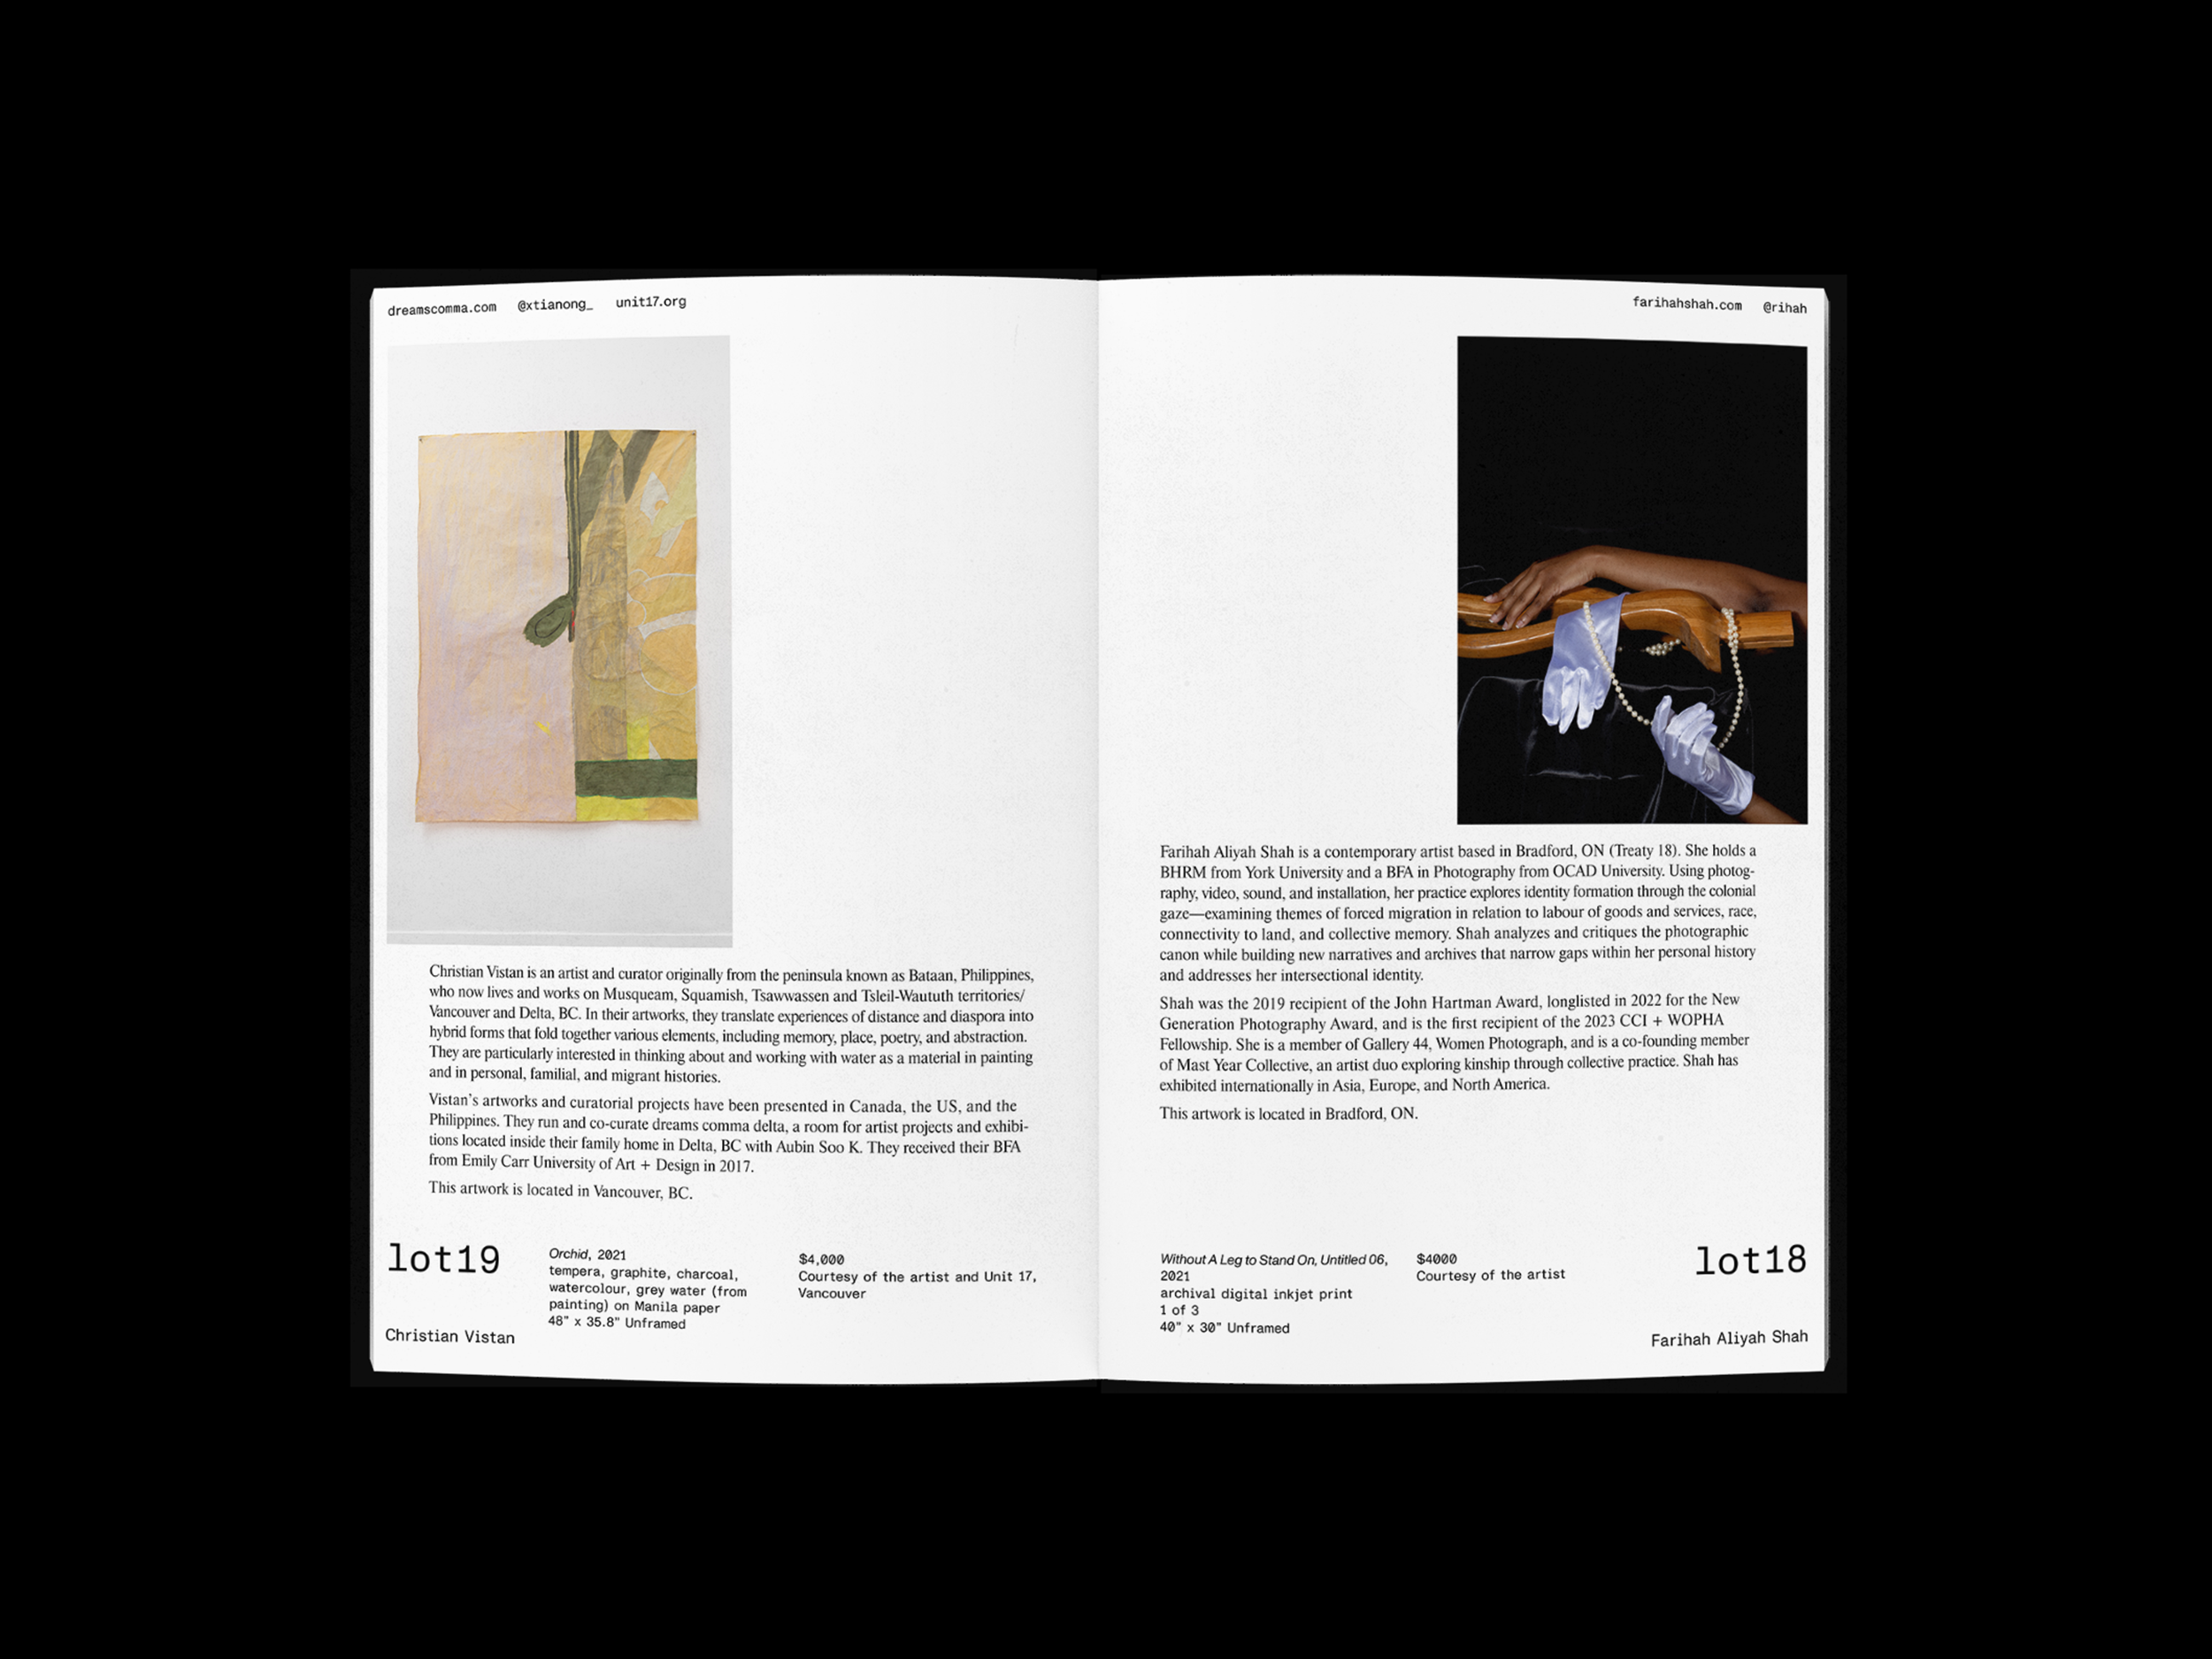 dreamscomma.com @xtianong_ unit17.org
Christian Vistan is an artist and curator originally from the peninsula known as Bataan, Philippines,
who now lives and works on Musqueam, Squamish, Tsawwassen and Tsleil-Waututh territories/
Vancouver and Delta, BC. In their artworks, they translate experiences of distance and diaspora into
hybrid forms that fold together various elements, including memory, place, poetry, and abstraction.
They are particularly interested in thinking about and working with water as a material in painting
and in personal, familial, and migrant histories.
Vistan's artworks and curatorial projects have been presented in Canada, the US, and the
Philippines. They run and co-curate dreams comma delta, a room for artist projects and exhibi-
tions located inside their family home in Delta, BC with Aubin Soo K. They received their BFA
from Emily Carr University of Art + Design in 2017.
This artwork is located in Vancouver, BC.
lot19
Christian Vistan
Orchid, 2021
tempera, graphite, charcoal,
watercolour, grey water (from
painting) on Manila paper
48" x 35.8" Unframed
$4,000
Courtesy of the artist and Unit 17,
Vancouver
farihahshah.com @rihah
Farihah Aliyah Shah is a contemporary artist based in Bradford, ON (Treaty 18). She holds a
BHRM from York University and a BFA in Photography from OCAD University. Using photog-
raphy, video, sound, and installation, her practice explores identity formation through the colonial
gaze—examining themes of forced migration in relation to labour of goods and services, race,
connectivity to land, and collective memory. Shah analyzes and critiques the photographic
canon while building new narratives and archives that narrow gaps within her personal history
and addresses her intersectional identity.
Shah was the 2019 recipient of the John Hartman Award, longlisted in 2022 for the New
Generation Photography Award, and is the first recipient of the 2023 CCI + WOPHA
Fellowship. She is a member of Gallery 44, Women Photograph, and is a co-founding member
of Mast Year Collective, an artist duo exploring kinship through collective practice. Shah has
exhibited internationally in Asia, Europe, and North America.
This artwork is located in Bradford, ON.
Without A Leg to Stand On, Untitled 06,
2021
archival digital inkjet print
1 of 3
40" x 30" Unframed
$4000
Courtesy of the artist
lot18
Farihah Aliyah Shah